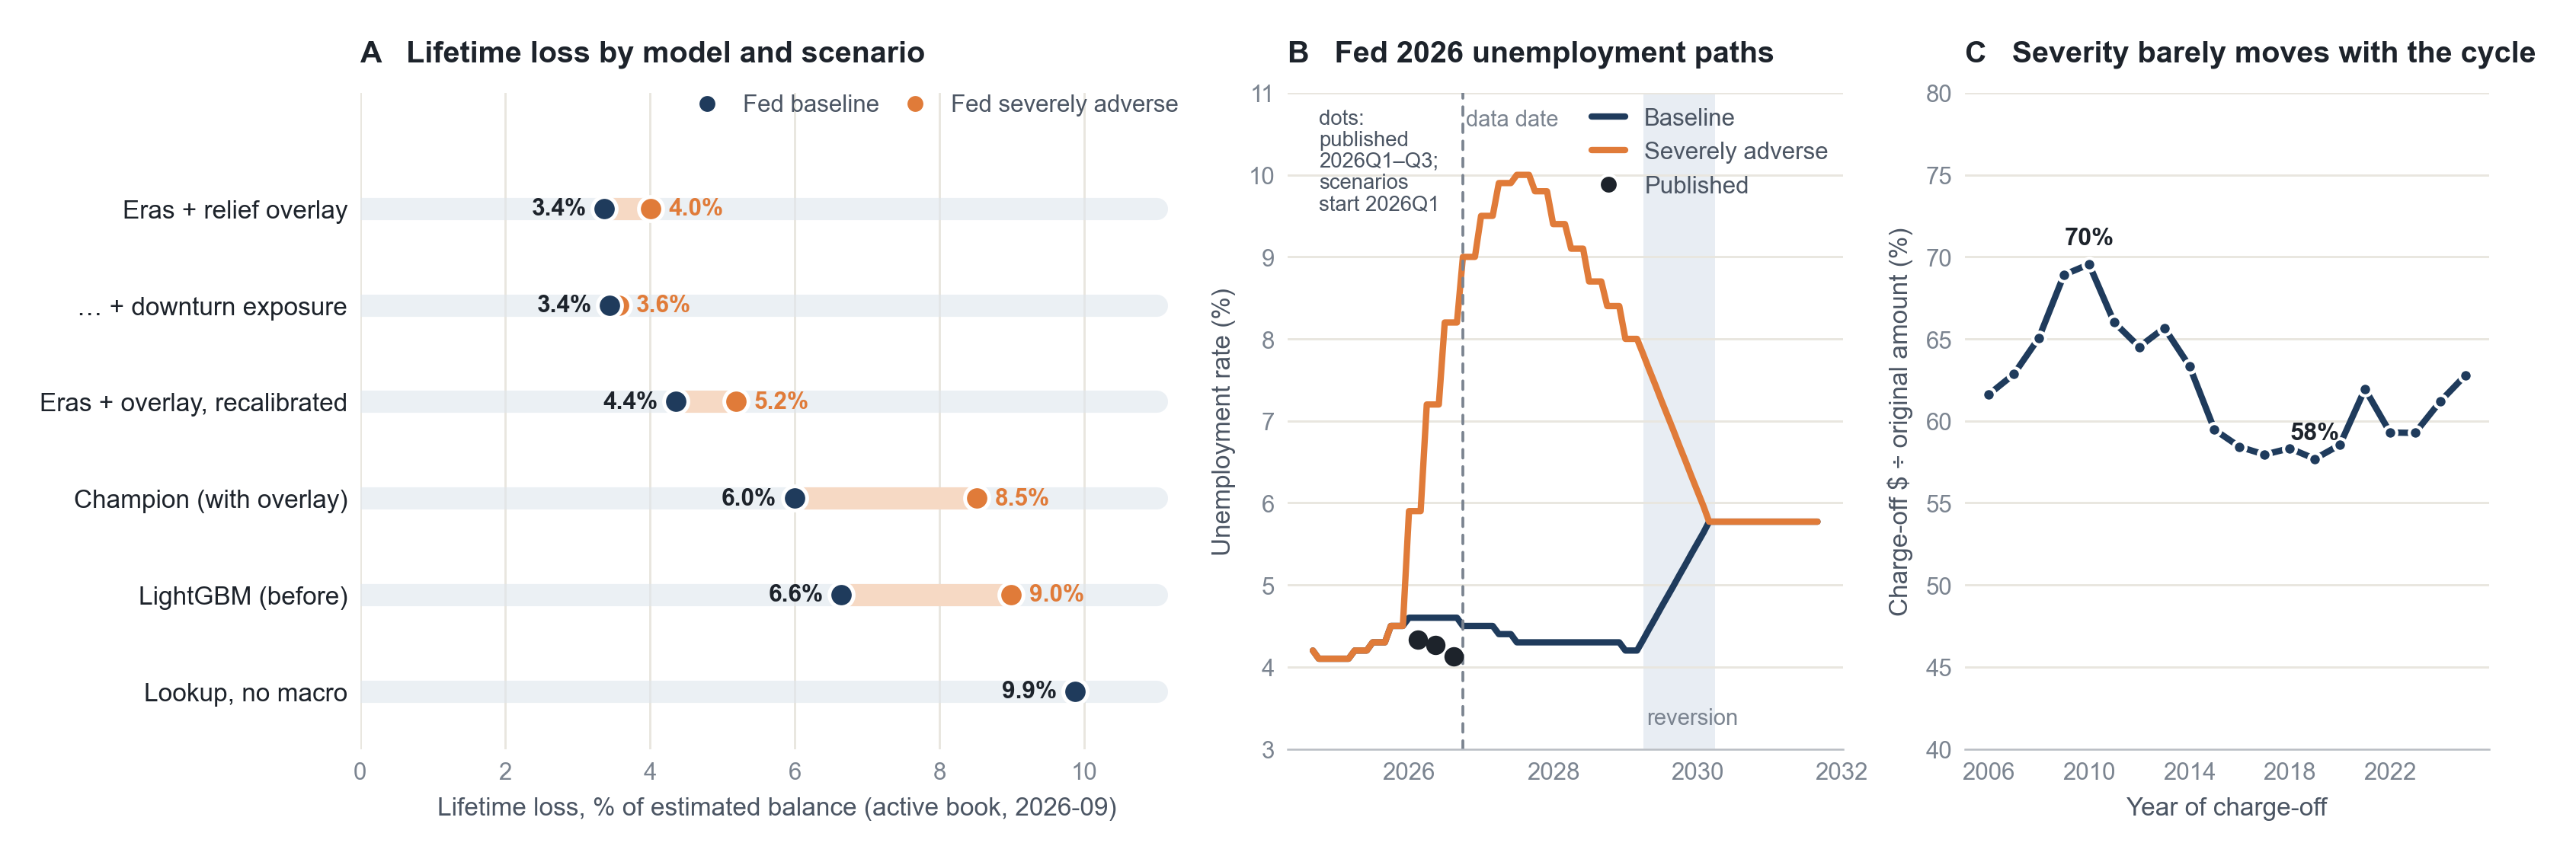 A Lifetime loss by model and scenario
Fed baseline
Fed severely adverse
Eras + relief overlay
3.4%
4.0%
… + downturn exposure
3.4%
3.6%
Eras + overlay, recalibrated
4.4%
5.2%
Champion (with overlay)
6.0%
8.5%
LightGBM (before)
6.6%
9.0%
Lookup, no macro
9.9%
0 2 4 6 8 10
Lifetime loss, % of estimated balance (active book, 2026-09)
B Fed 2026 unemployment paths
Unemployment rate (%)
11
10
9
8
7
6
5
4
3
dots:
published
2026Q1–Q3;
scenarios
start 2026Q1
data date
Baseline
Severely adverse
Published
reversion
2026 2028 2030 2032
C Severity barely moves with the cycle
Charge-off $ ÷ original amount (%)
80
75
70
65
60
55
50
45
40
70%
58%
2006 2010 2014 2018 2022
Year of charge-off